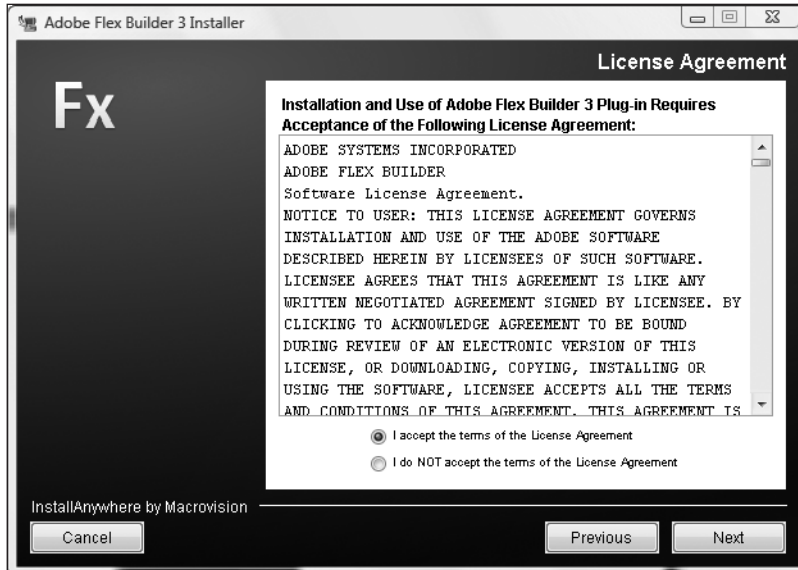 Adobe Flex Builder 3 Installer
License Agreement
Fx
Installation and Use of Adobe Flex Builder 3 Plug-in Requires
Acceptance of the Following License Agreement:
ADOBE SYSTEMS INCORPORATED
ADOBE FLEX BUILDER
Software License Agreement.
NOTICE TO USER: THIS LICENSE AGREEMENT GOVERNS
INSTALLATION AND USE OF THE ADOBE SOFTWARE
DESCRIBED HEREIN BY LICENSEES OF SUCH SOFTWARE.
LICENSEE AGREES THAT THIS AGREEMENT IS LIKE ANY
WRITTEN NEGOTIATED AGREEMENT SIGNED BY LICENSEE. BY
CLICKING TO ACKNOWLEDGE AGREEMENT TO BE BOUND
DURING REVIEW OF AN ELECTRONIC VERSION OF THIS
LICENSE, OR DOWNLOADING, COPYING, INSTALLING OR
USING THE SOFTWARE, LICENSEE ACCEPTS ALL THE TERMS
AND CONDITIONS OF THIS AGREEMENT. THIS AGREEMENT IS
I accept the terms of the License Agreement
I do NOT accept the terms of the License Agreement
InstallAnywhere by Macrovision
Cancel
Previous
Next